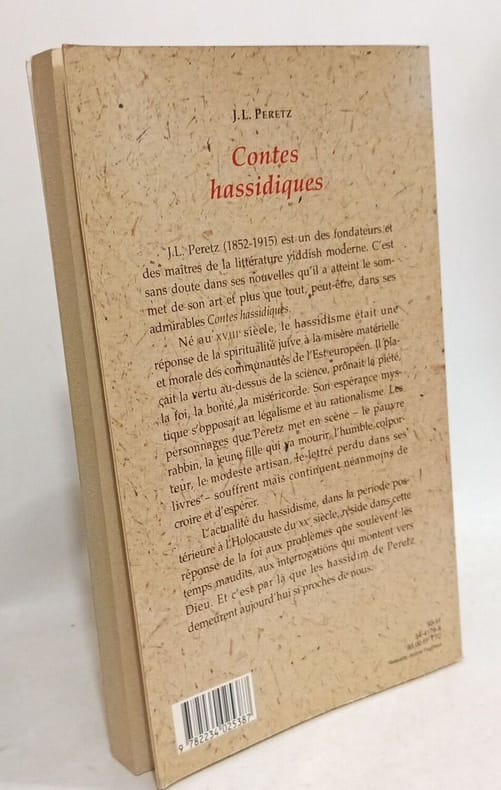 J.L. PERETZ
Contes
hassidiques
J.L. Peretz (1852-1915) est un des fondateurs et
des maîtres de la littérature yiddish moderne. C'est
sans doute dans ses nouvelles qu'il a atteint le som-
met de son art et plus que tout, peut-être, dans ses
admirables Contes hassidiques.
Né au XVIIIe siècle, le hassidisme était une
réponse de la spiritualité juive à la misère matérielle
et morale des communautés de l'Est européen. Il pla-
çait la vertu au-dessus de la science, prônait la piété,
la foi, la bonté, la miséricorde. Son espérance mys-
tique s'opposait au légalisme et au rationalisme. Les
personnages que Peretz met en scène – le pauvre
rabbin, la jeune fille qui va mourir, l'humble colpor-
teur, le modeste artisan, le lettré perdu dans ses
livres – souffrent mais continuent néanmoins de
croire et d'espérer.
L'actualité du hassidisme, dans la période pos-
térieure à l'Holocauste du XXe siècle, réside dans cette
réponse de la foi aux problèmes que soulèvent les
temps maudits, aux interrogations qui montent vers
Dieu. Et c'est par là que les hassidim de Peretz
demeurent aujourd'hui si proches de nous.
54-4179-8
9 782234 025387